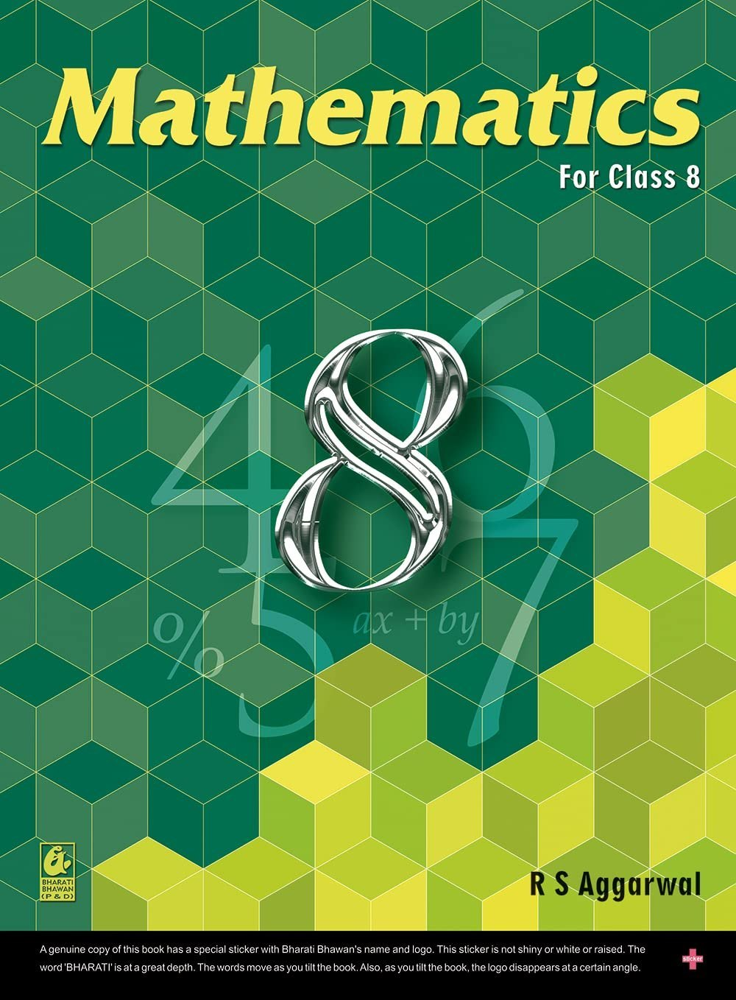 Mathematics
For Class 8
4 6
8
5 7
%
ax + by
BHARATI
BHAWAN
(P & D)
R S Aggarwal
A genuine copy of this book has a special sticker with Bharati Bhawan's name and logo. This sticker is not shiny or white or raised. The
word 'BHARATI' is at a great depth. The words move as you tilt the book. Also, as you tilt the book, the logo disappears at a certain angle.
sticker